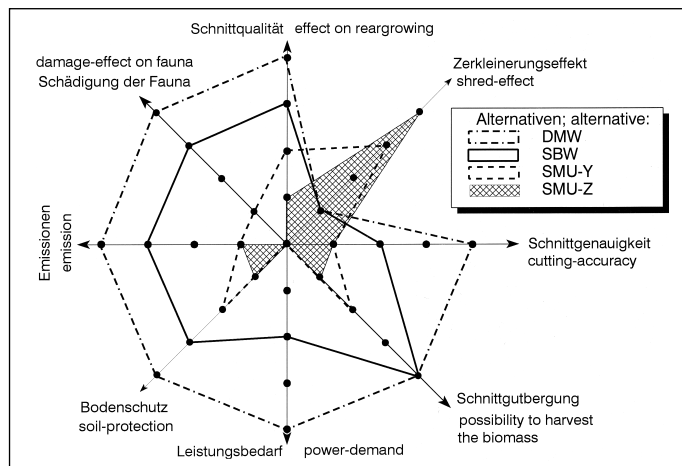 Schnittqualität effect on reargrowing
damage-effect on fauna
Schädigung der Fauna
Zerkleinerungseffekt
shred-effect
Alternativen; alternative:
DMW
SBW
SMU-Y
SMU-Z
Emissionen
emission
Schnittgenauigkeit
cutting-accuracy
Bodenschutz
soil-protection
Schnittgutbergung
possibility to harvest
the biomass
Leistungsbedarf power-demand